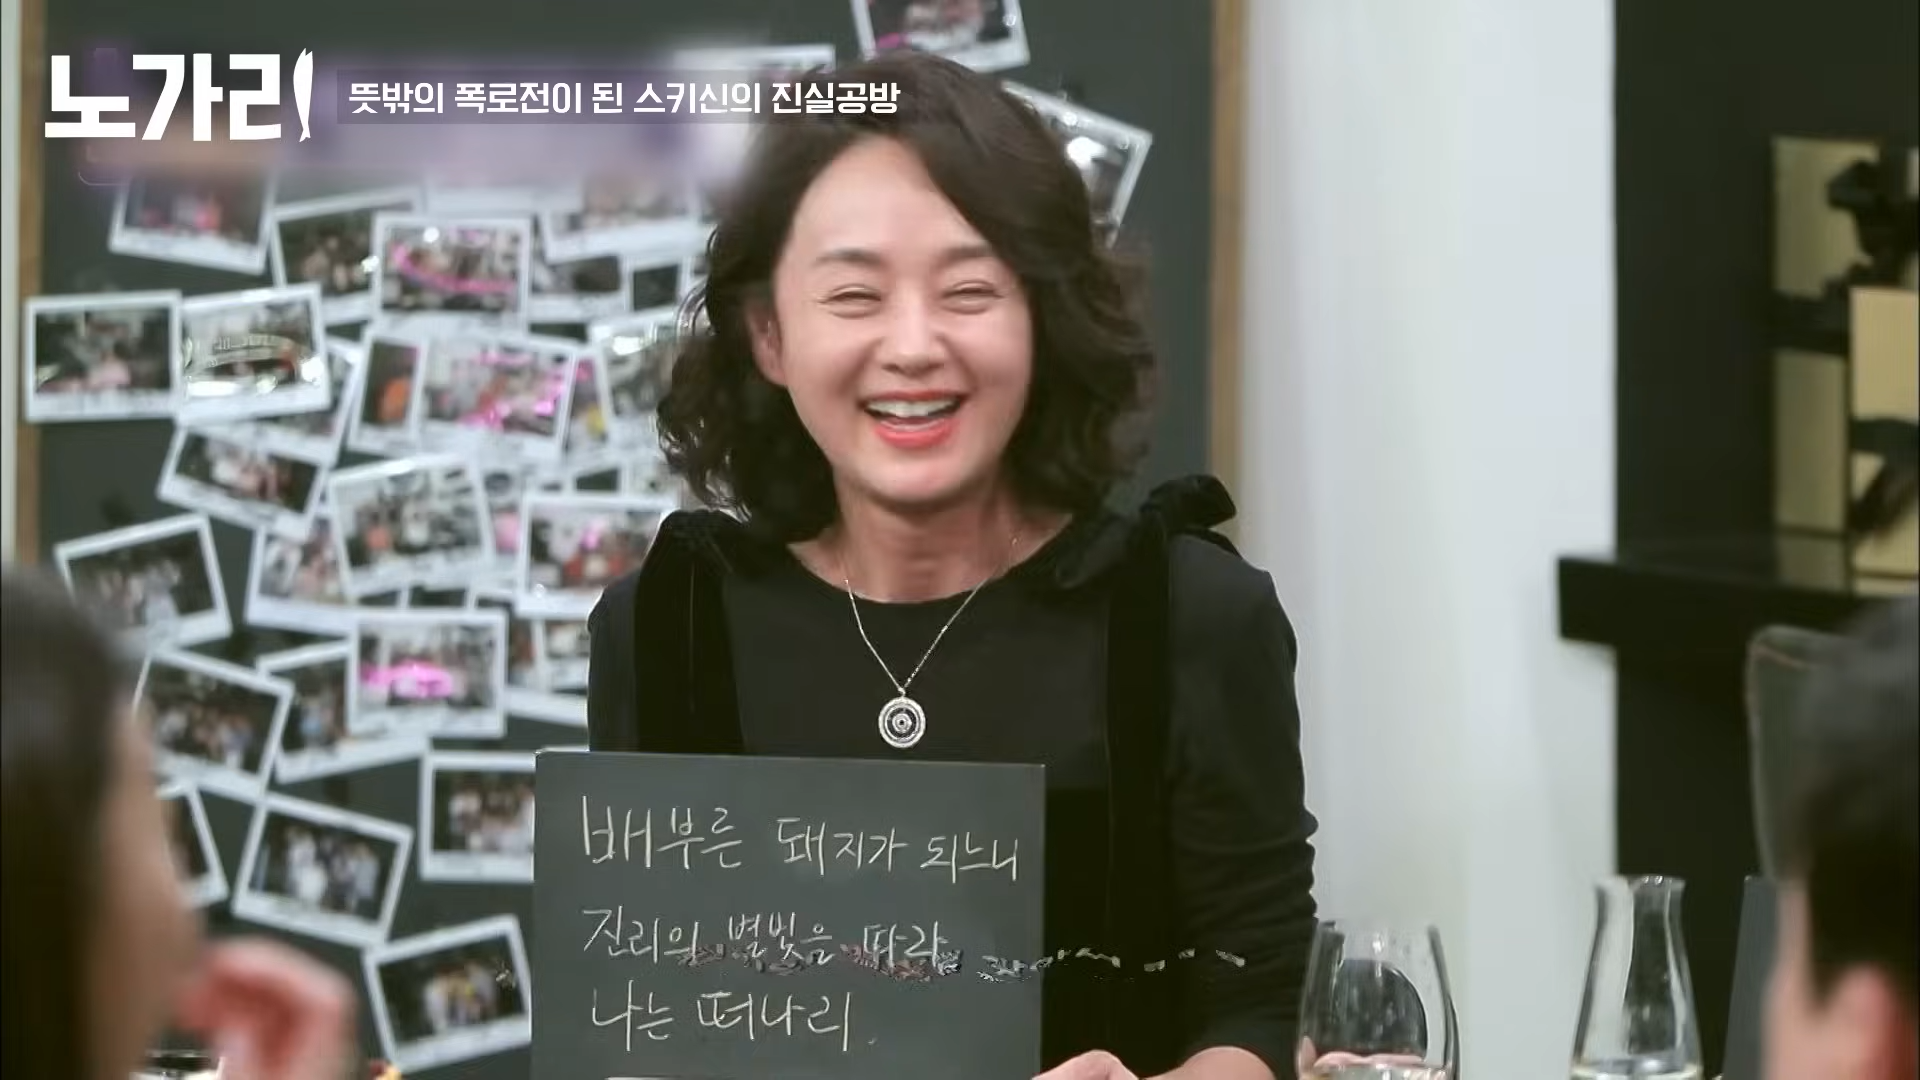 노가리
뜻밖의 폭로전이 된 스키신의 진실공방
배부른 돼지가 되느니
진리의 별빛을 따라
나는 떠나리.